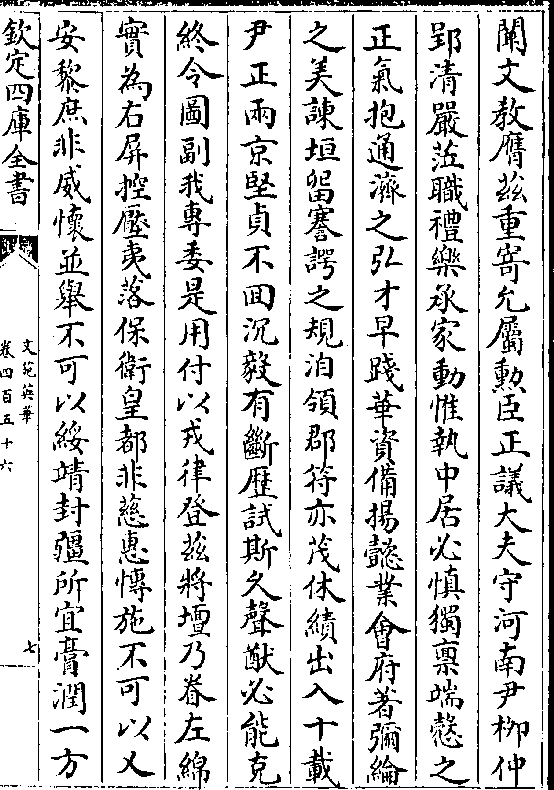 闡文教膺兹重寄允屬勲臣正議大夫守河南尹柳仲
郢清嚴莅職禮樂承家動惟執中居必慎獨禀端慤之
正氣抱通濟之弘才早踐華資備揚懿業會府著彌綸
之美諫垣留謇諤之規洎領郡符亦茂休績出入十載
尹正兩京堅貞不囬沉毅有斷歴試斯久聲猷必能克
終令圖副我專委是用付以戎律登兹將壇乃眷左綿
實為右屏控壓夷落保衛皇都非慈惠慱施不可以乂
安黎庶非威懐並舉不可以綏靖封疆所宜膏潤一方
欽定四庫全書
文苑英華
卷四百五十六
七